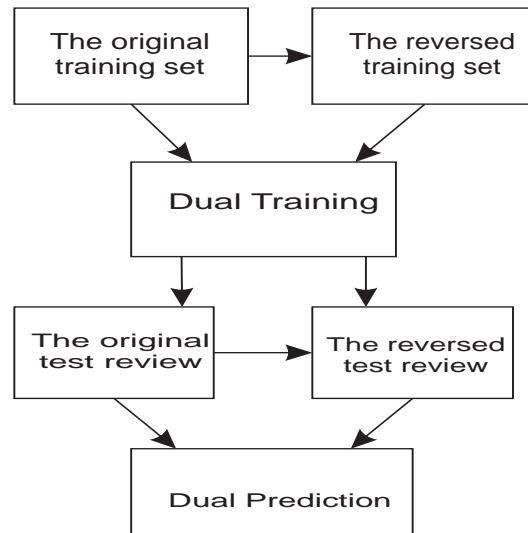 The original
training set
The reversed
training set
Dual Training
The original
test review
The reversed
test review
Dual Prediction